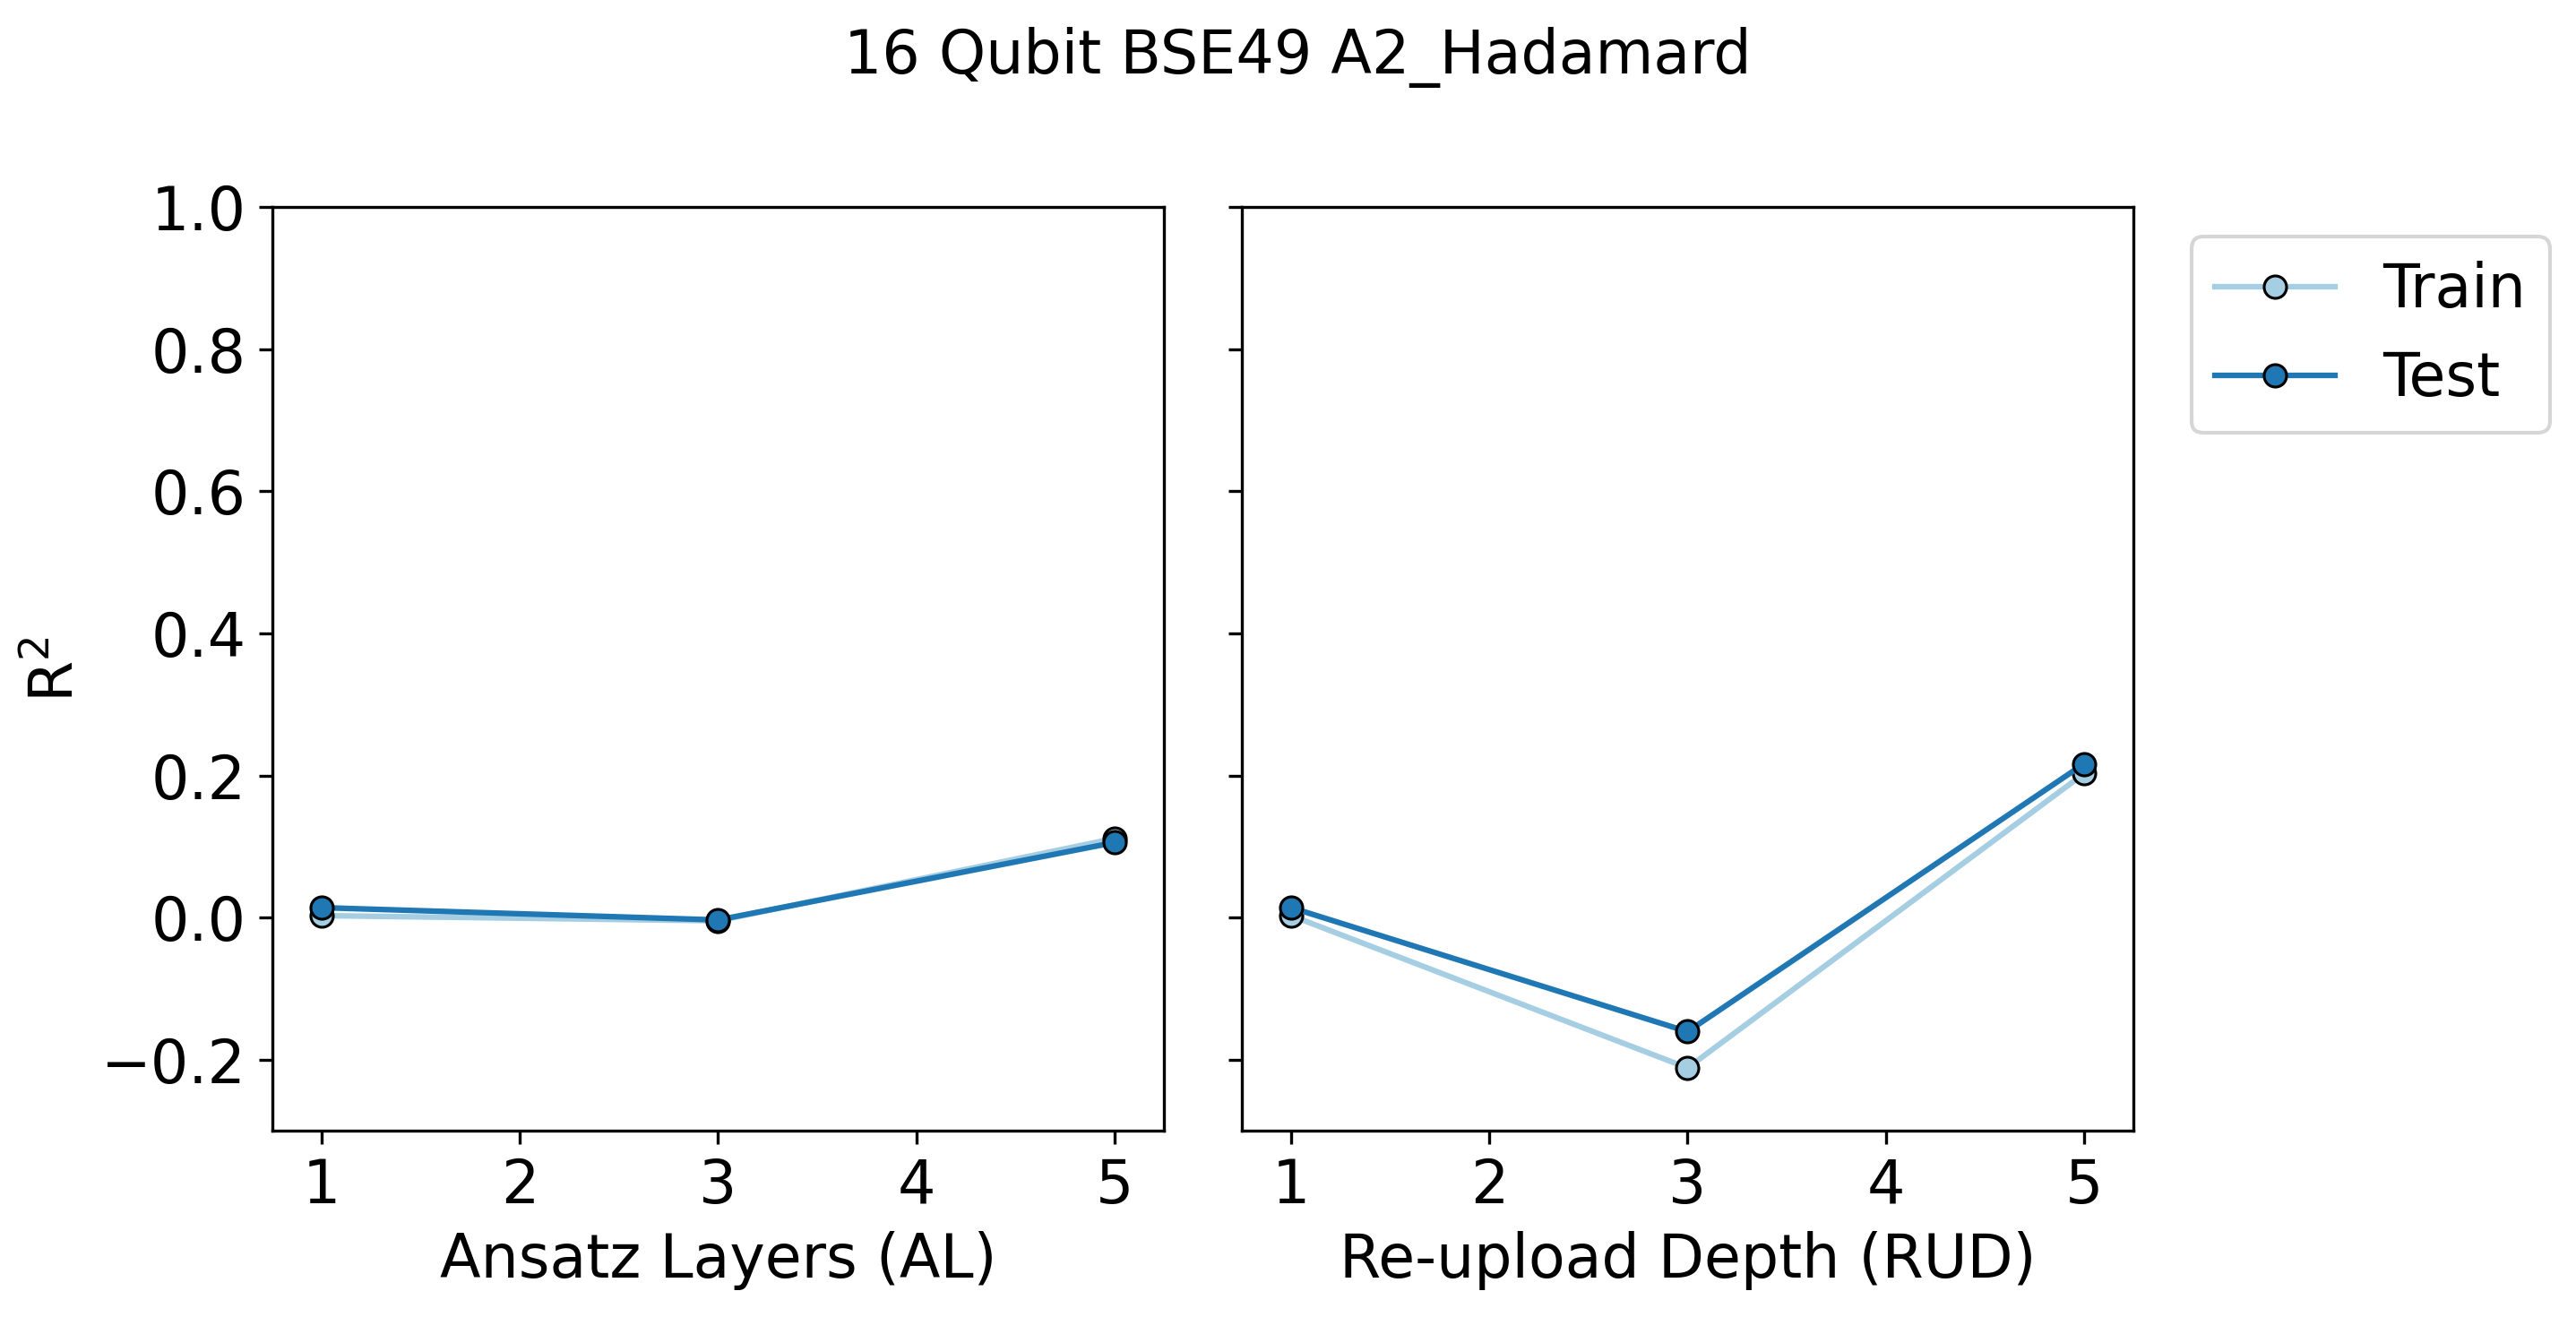 16 Qubit BSE49 A2_Hadamard
1.0
0.8
0.6
0.4
0.2
0.0
−0.2
R²
1 2 3 4 5
Ansatz Layers (AL)
1 2 3 4 5
Re-upload Depth (RUD)
Train
Test